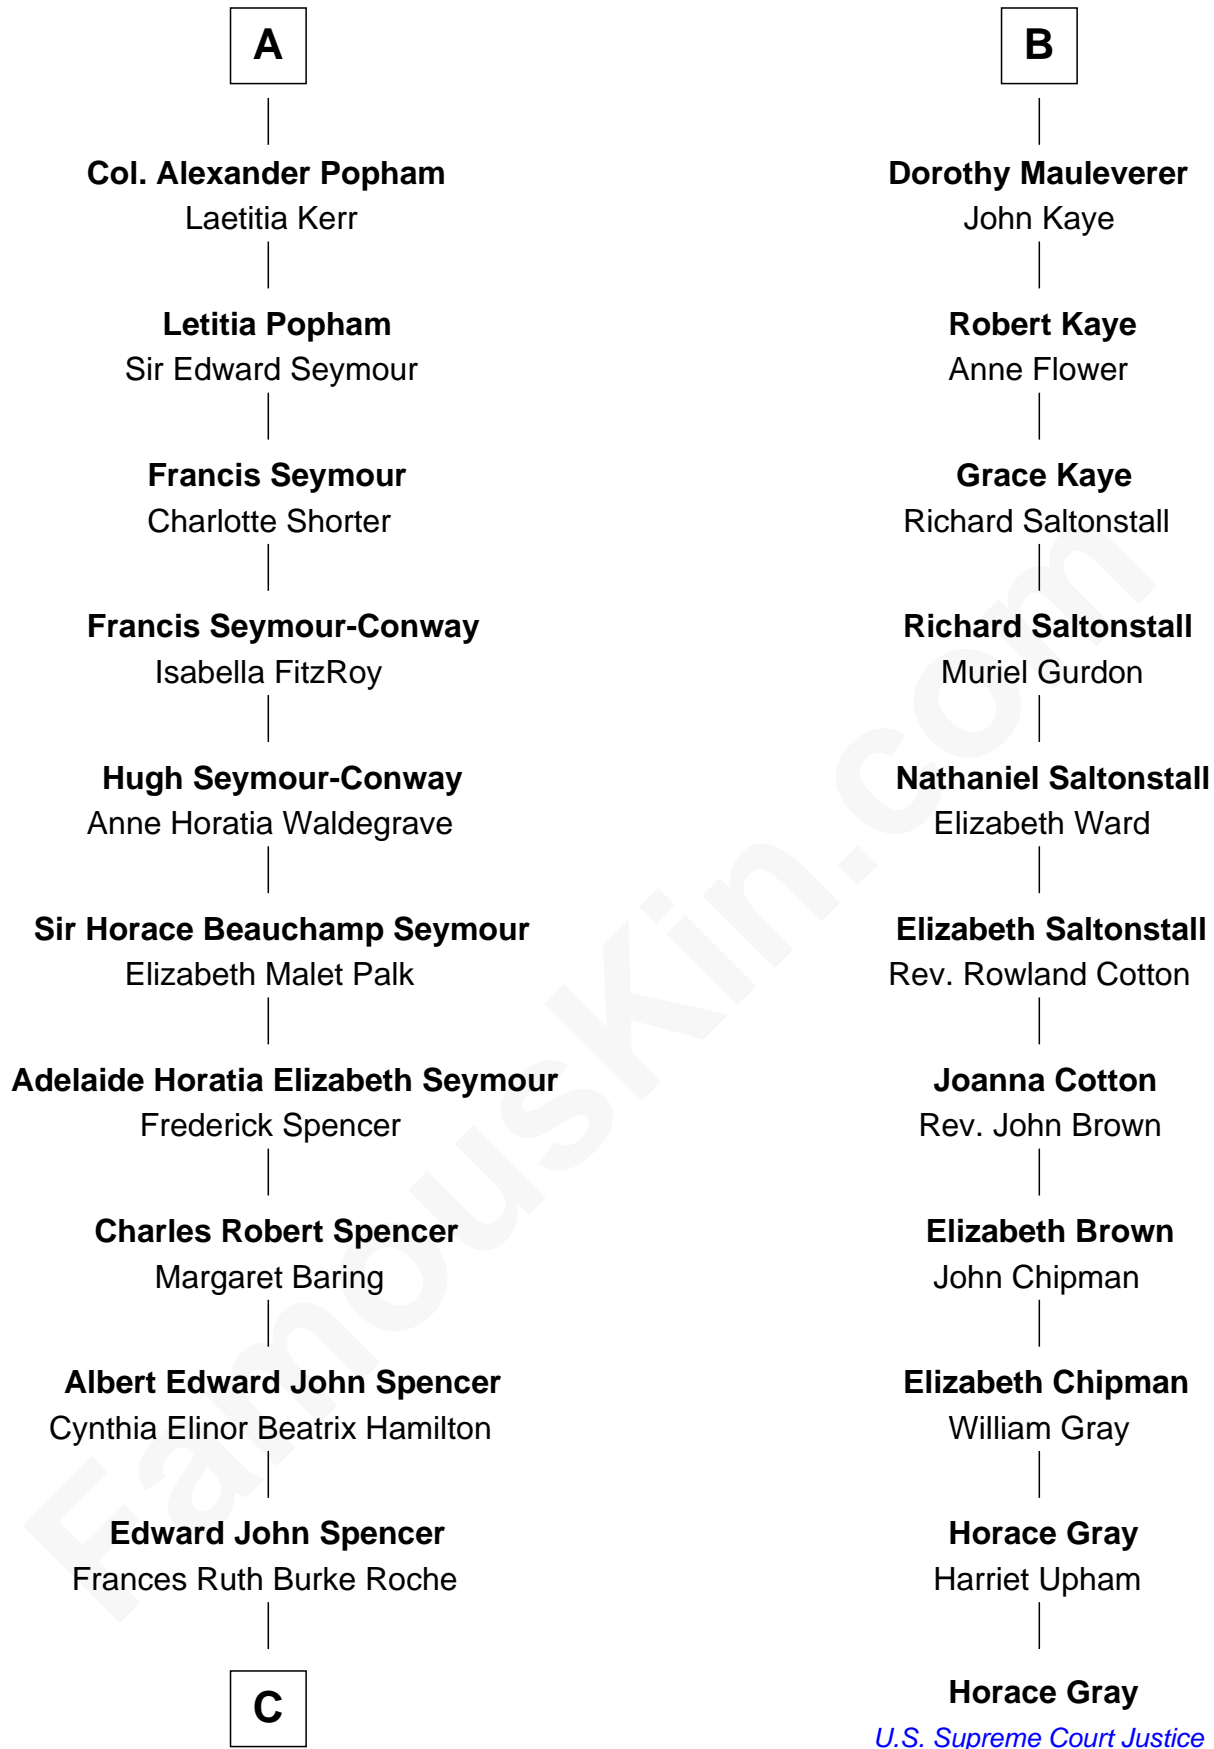 A
Col. Alexander Popham
Laetitia Kerr
Letitia Popham
Sir Edward Seymour
Francis Seymour
Charlotte Shorter
Francis Seymour-Conway
Isabella FitzRoy
Hugh Seymour-Conway
Anne Horatia Waldegrave
Sir Horace Beauchamp Seymour
Elizabeth Malet Palk
Adelaide Horatia Elizabeth Seymour
Frederick Spencer
Charles Robert Spencer
Margaret Baring
Albert Edward John Spencer
Cynthia Elinor Beatrix Hamilton
Edward John Spencer
Frances Ruth Burke Roche
C
B
Dorothy Mauleverer
John Kaye
Robert Kaye
Anne Flower
Grace Kaye
Richard Saltonstall
Richard Saltonstall
Muriel Gurdon
Nathaniel Saltonstall
Elizabeth Ward
Elizabeth Saltonstall
Rev. Rowland Cotton
Joanna Cotton
Rev. John Brown
Elizabeth Brown
John Chipman
Elizabeth Chipman
William Gray
Horace Gray
Harriet Upham
Horace Gray
U.S. Supreme Court Justice
FamousKin.com